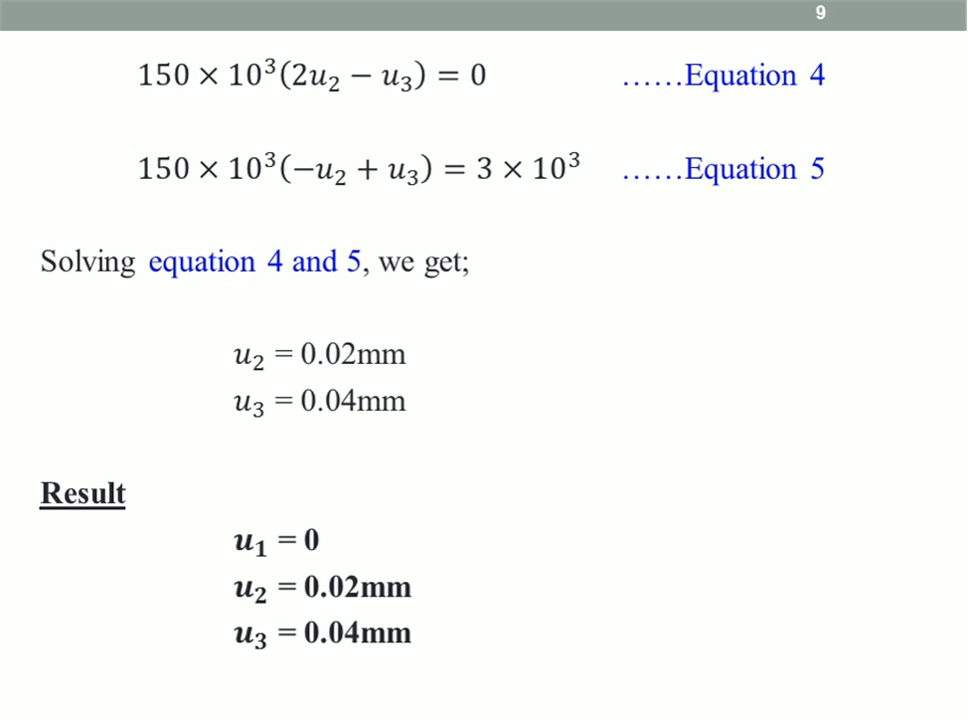 9
150 × 10³(2u₂ − u₃) = 0 ……Equation 4
150 × 10³(−u₂ + u₃) = 3 × 10³ ……Equation 5
Solving equation 4 and 5, we get;
u₂ = 0.02mm
u₃ = 0.04mm
Result
u₁ = 0
u₂ = 0.02mm
u₃ = 0.04mm